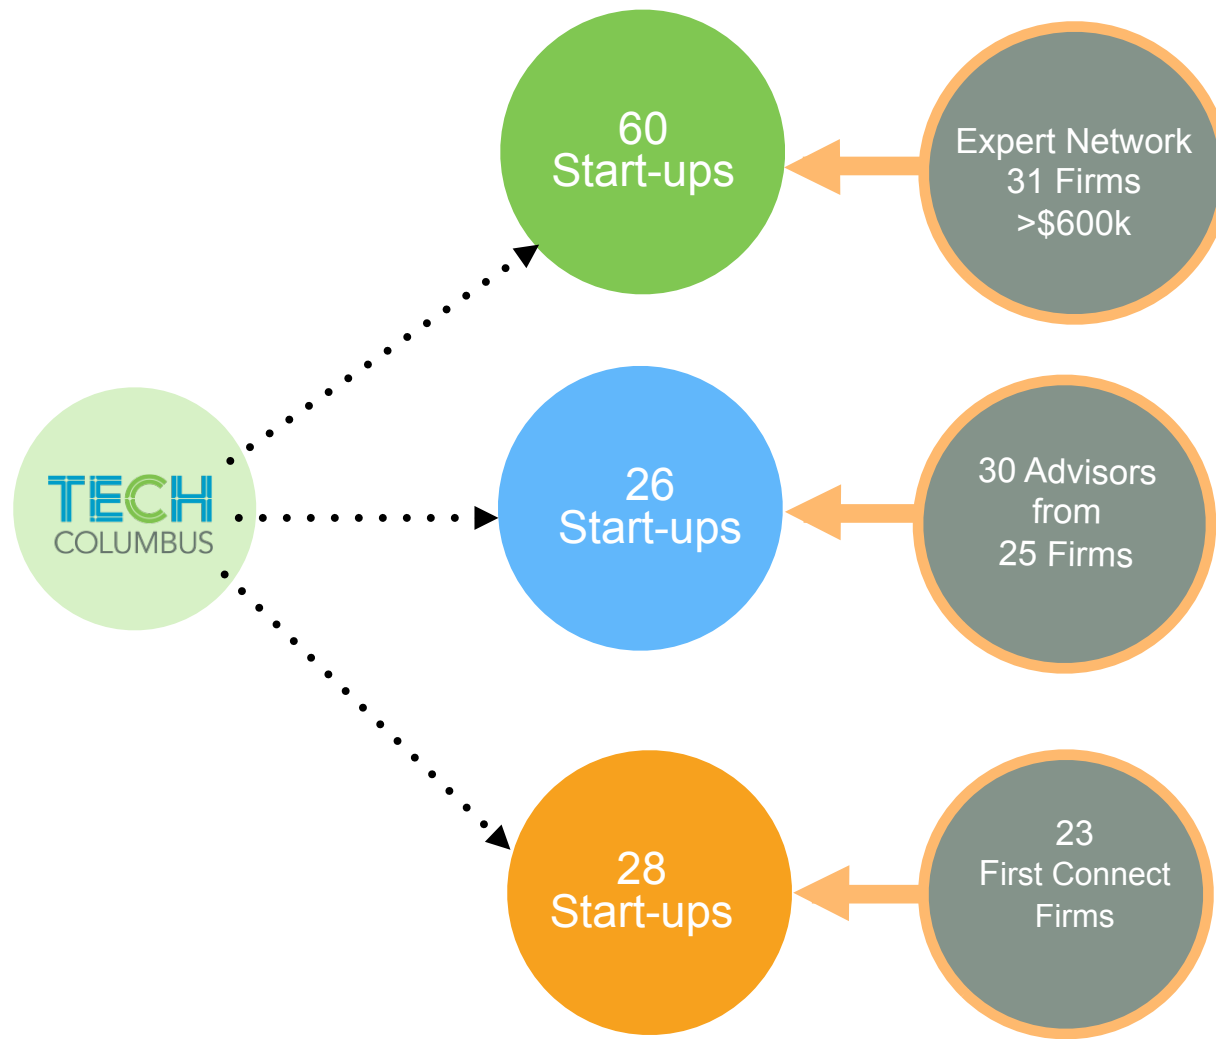 60
Start-ups
Expert Network
31 Firms
>$600k
TECH
COLUMBUS
26
Start-ups
30 Advisors
from
25 Firms
28
Start-ups
23
First Connect
Firms